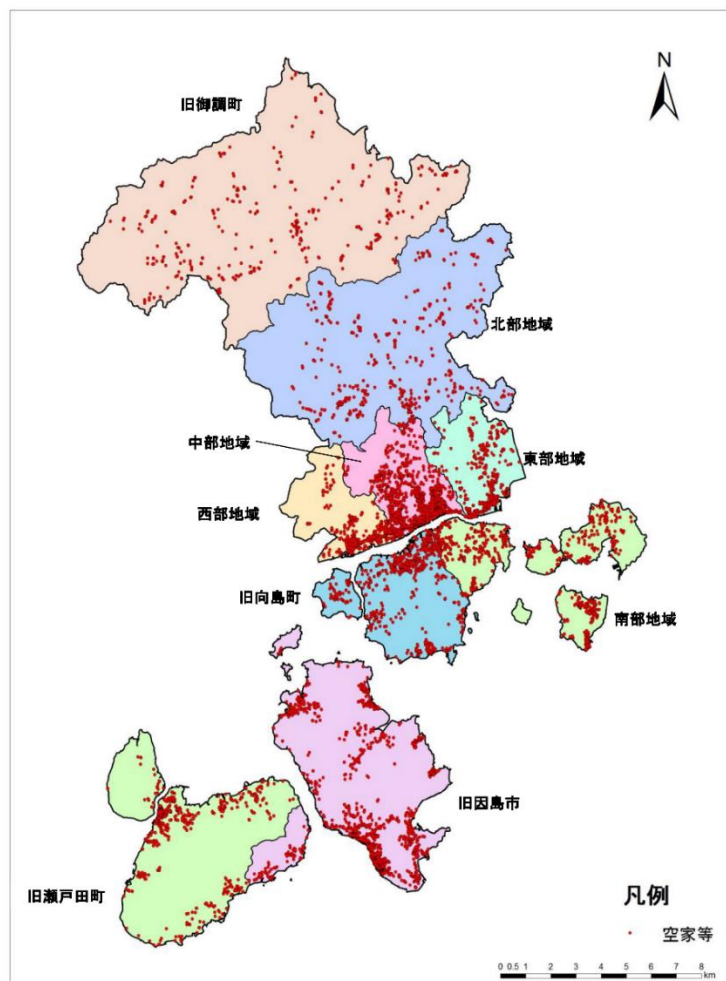 N
旧御調町
北部地域
中部地域
東部地域
西部地域
旧向島町
南部地域
旧因島市
旧瀬戸田町
凡例
空家等
0 0.5 1 2 3 4 5 6 7 8
km